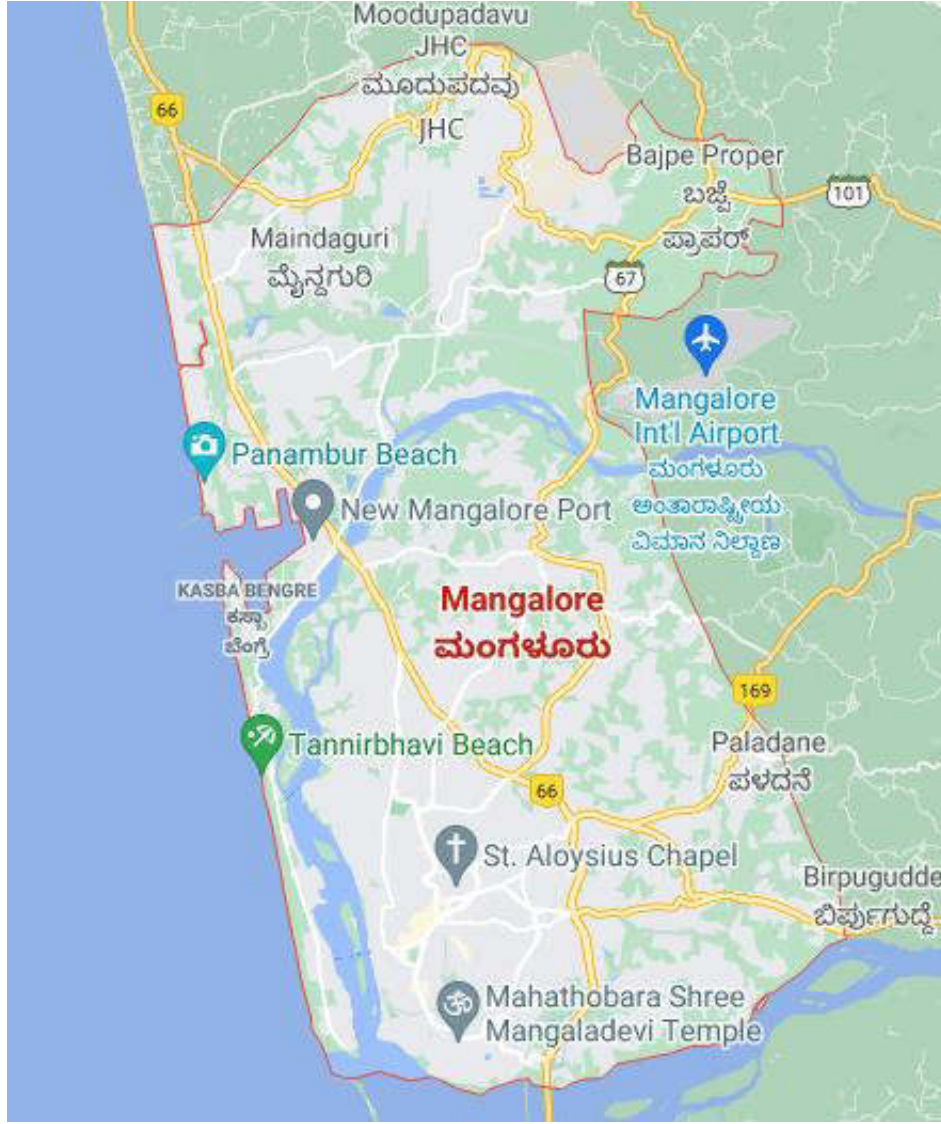 Moodupadavu
JHC
ಮೂದುಪದವು
JHC
66
Bajpe Proper
ಬಜ್ಪೆ
ಪ್ರಾಪರ್
101
Maindaguri
ಮೈನ್ದಗುರಿ
67
Mangalore
Int'l Airport
ಮಂಗಳೂರು
ಅಂತಾರಾಷ್ಟ್ರೀಯ
ವಿಮಾನ ನಿಲ್ದಾಣ
Panambur Beach
New Mangalore Port
KASBA BENGRE
ಕಸ್ಬಾ
ಬೆಂಗ್ರೆ
Mangalore
ಮಂಗಳೂರು
169
Tannirbhavi Beach
Paladane
ಪಳದನೆ
66
St. Aloysius Chapel
Birpugudde
ಬಿರ್ಪುಗುದ್ದೆ
Mahathobara Shree
Mangaladevi Temple